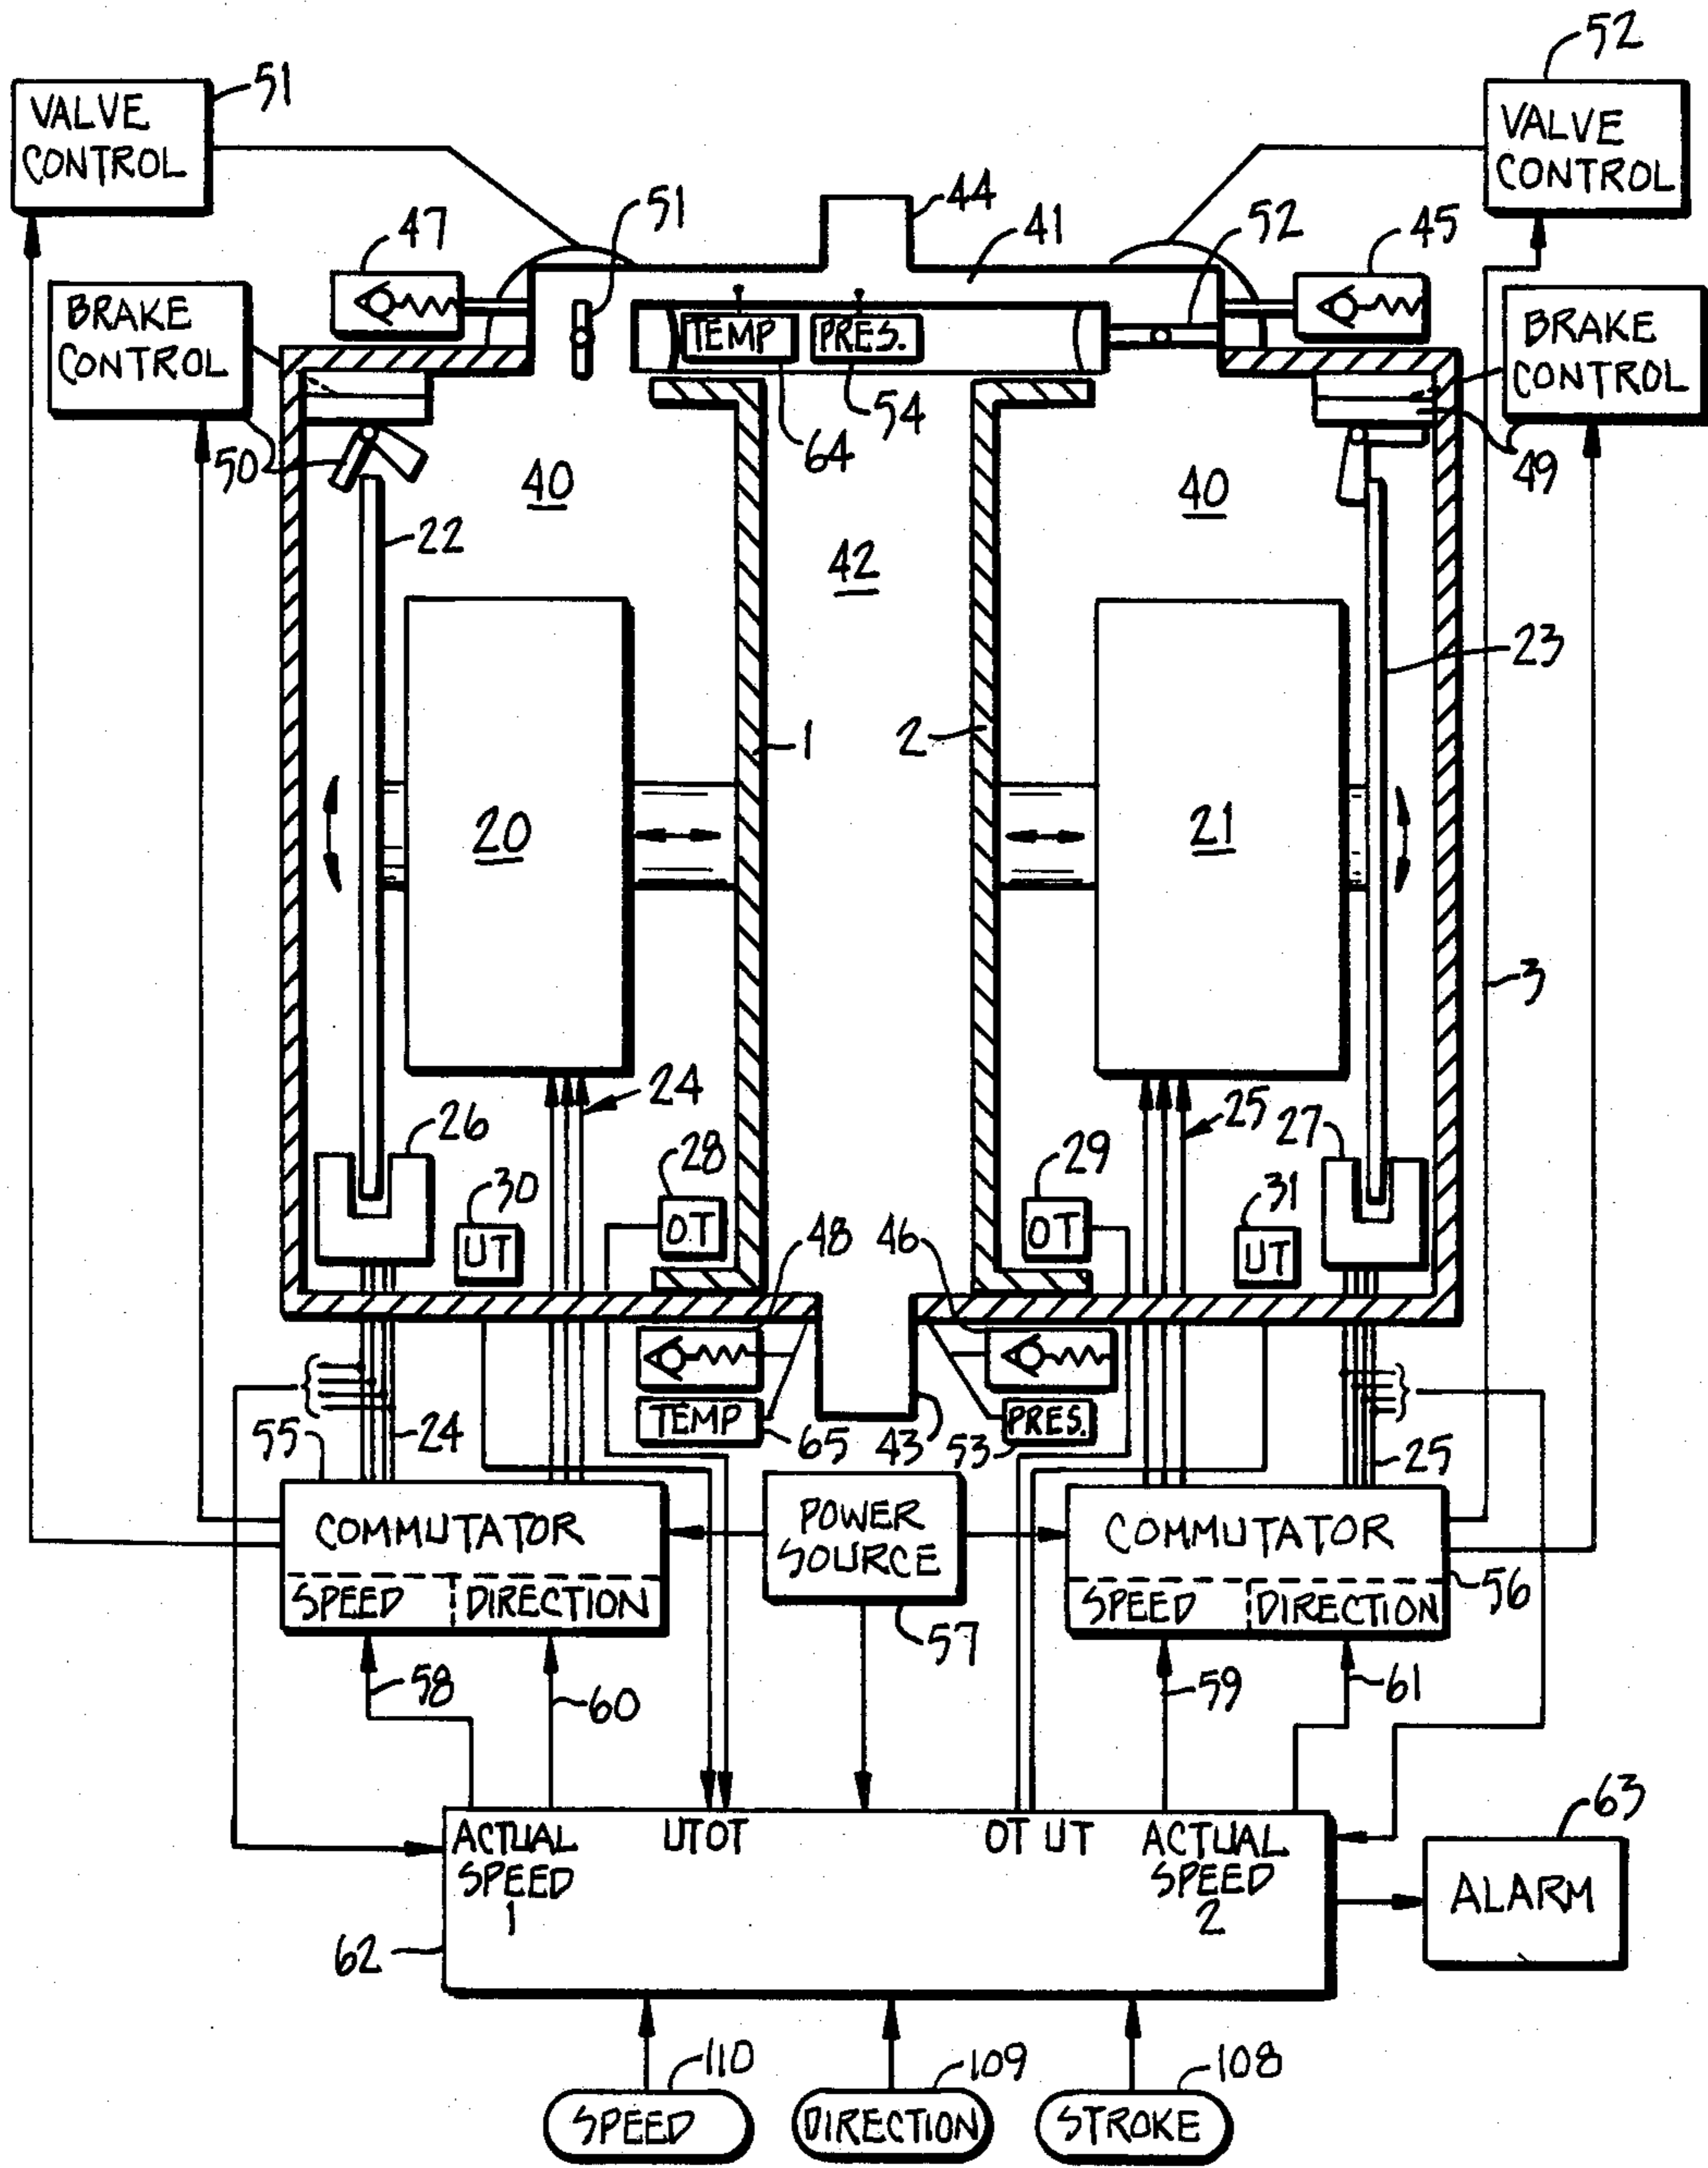 52
51
VALVE
CONTROL
VALVE
CONTROL
51
44
52
47
41
45
BRAKE
CONTROL
TEMP
PRES.
BRAKE
CONTROL
54
64
50
40
40
49
22
42
23
1
2
20
21
3
24
25
26
28
29
27
30
31
OT
OT
UT
UT
48
46
TEMP
PRES.
65
43
53
55
24
25
COMMUTATOR
SPEED
DIRECTION
POWER
SOURCE
COMMUTATOR
SPEED
DIRECTION
56
57
58
60
59
61
ACTUAL
SPEED
1
UT OT
OT UT
ACTUAL
SPEED
2
63
ALARM
62
110
109
108
SPEED
DIRECTION
STROKE